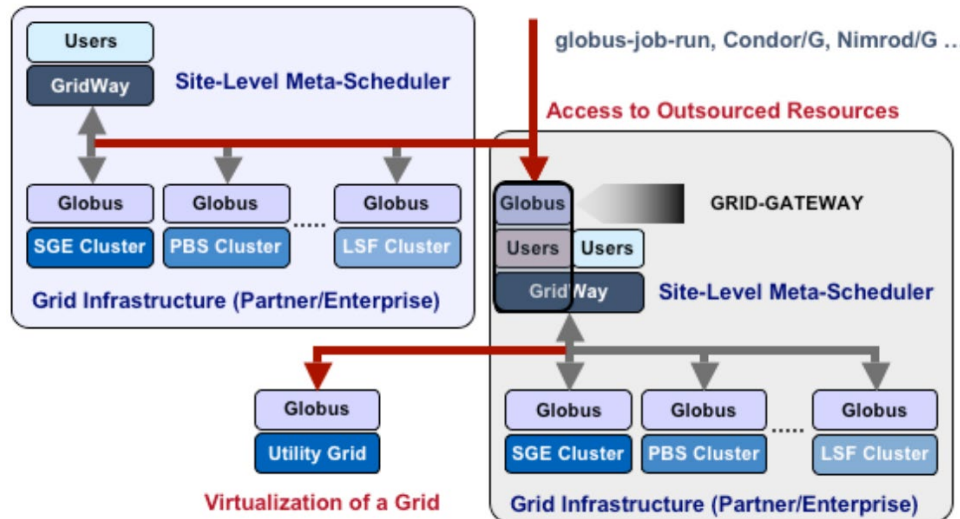 Users
GridWay
Site-Level Meta-Scheduler
globus-job-run, Condor/G, Nimrod/G ...
Access to Outsourced Resources
Globus
SGE Cluster
Globus
PBS Cluster
.....
Globus
LSF Cluster
Grid Infrastructure (Partner/Enterprise)
Globus
GRID-GATEWAY
Users
Users
GridWay
Site-Level Meta-Scheduler
Globus
Utility Grid
Virtualization of a Grid
Globus
SGE Cluster
Globus
PBS Cluster
.....
Globus
LSF Cluster
Grid Infrastructure (Partner/Enterprise)